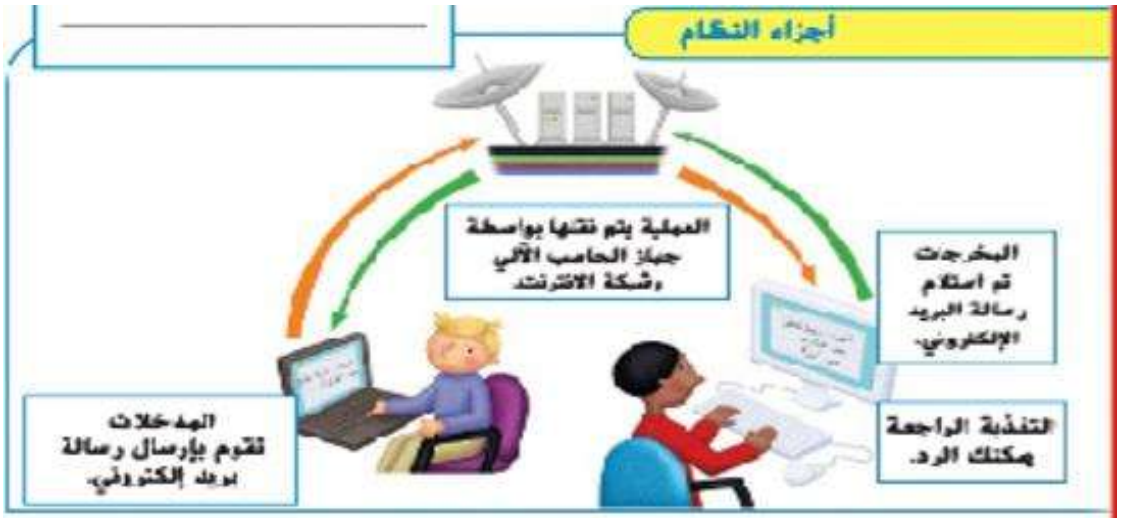 أجزاء النظام
العملية يتم نقلها بواسطة
جهاز الحاسب الآلي
وشبكة الانترنت.
المخرجات
تم استلام
رسالة البريد
الإلكتروني.
التغذية الراجعة
يمكنك الرد.
المدخلات
تقوم بإرسال رسالة
بريد إلكتروني.